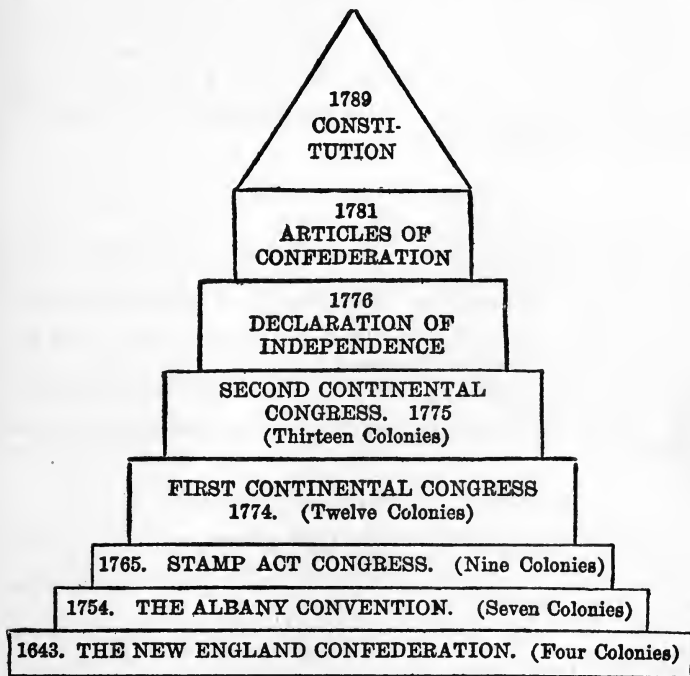 1789
CONSTI-
TUTION
1781
ARTICLES OF
CONFEDERATION
1776
DECLARATION OF
INDEPENDENCE
SECOND CONTINENTAL
CONGRESS. 1775
(Thirteen Colonies)
FIRST CONTINENTAL CONGRESS
1774. (Twelve Colonies)
1765. STAMP ACT CONGRESS. (Nine Colonies)
1754. THE ALBANY CONVENTION. (Seven Colonies)
1643. THE NEW ENGLAND CONFEDERATION. (Four Colonies)